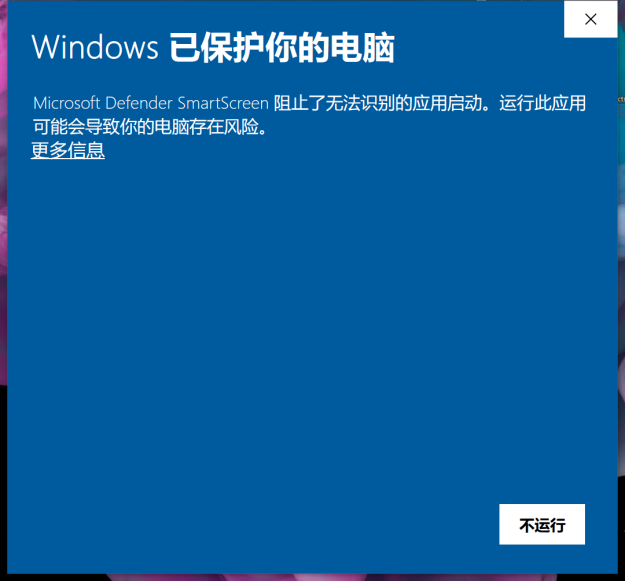 Windows 已保护你的电脑
Microsoft Defender SmartScreen 阻止了无法识别的应用启动。运行此应用
可能会导致你的电脑存在风险。
更多信息
不运行